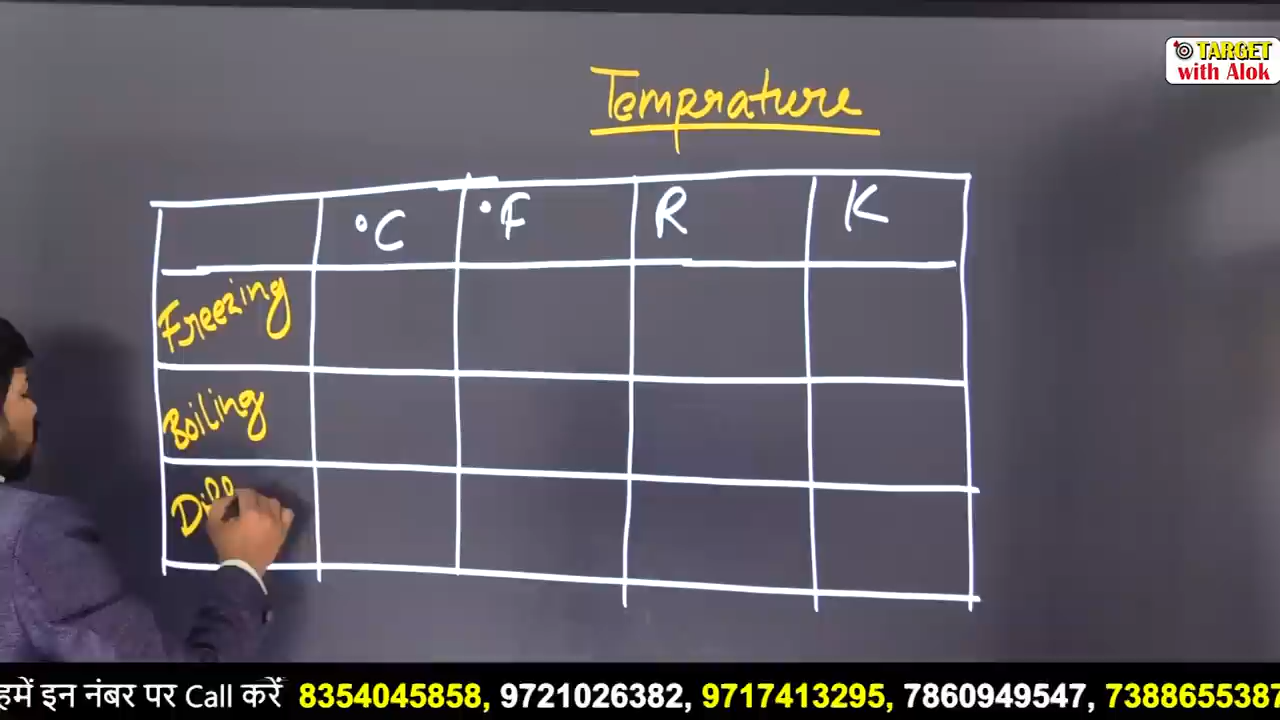 TARGET
with Alok
Temprature
°C °F R K
Freezing
Boiling
हमें इन नंबर पर Call करें 8354045858, 9721026382, 9717413295, 7860949547, 7388655387